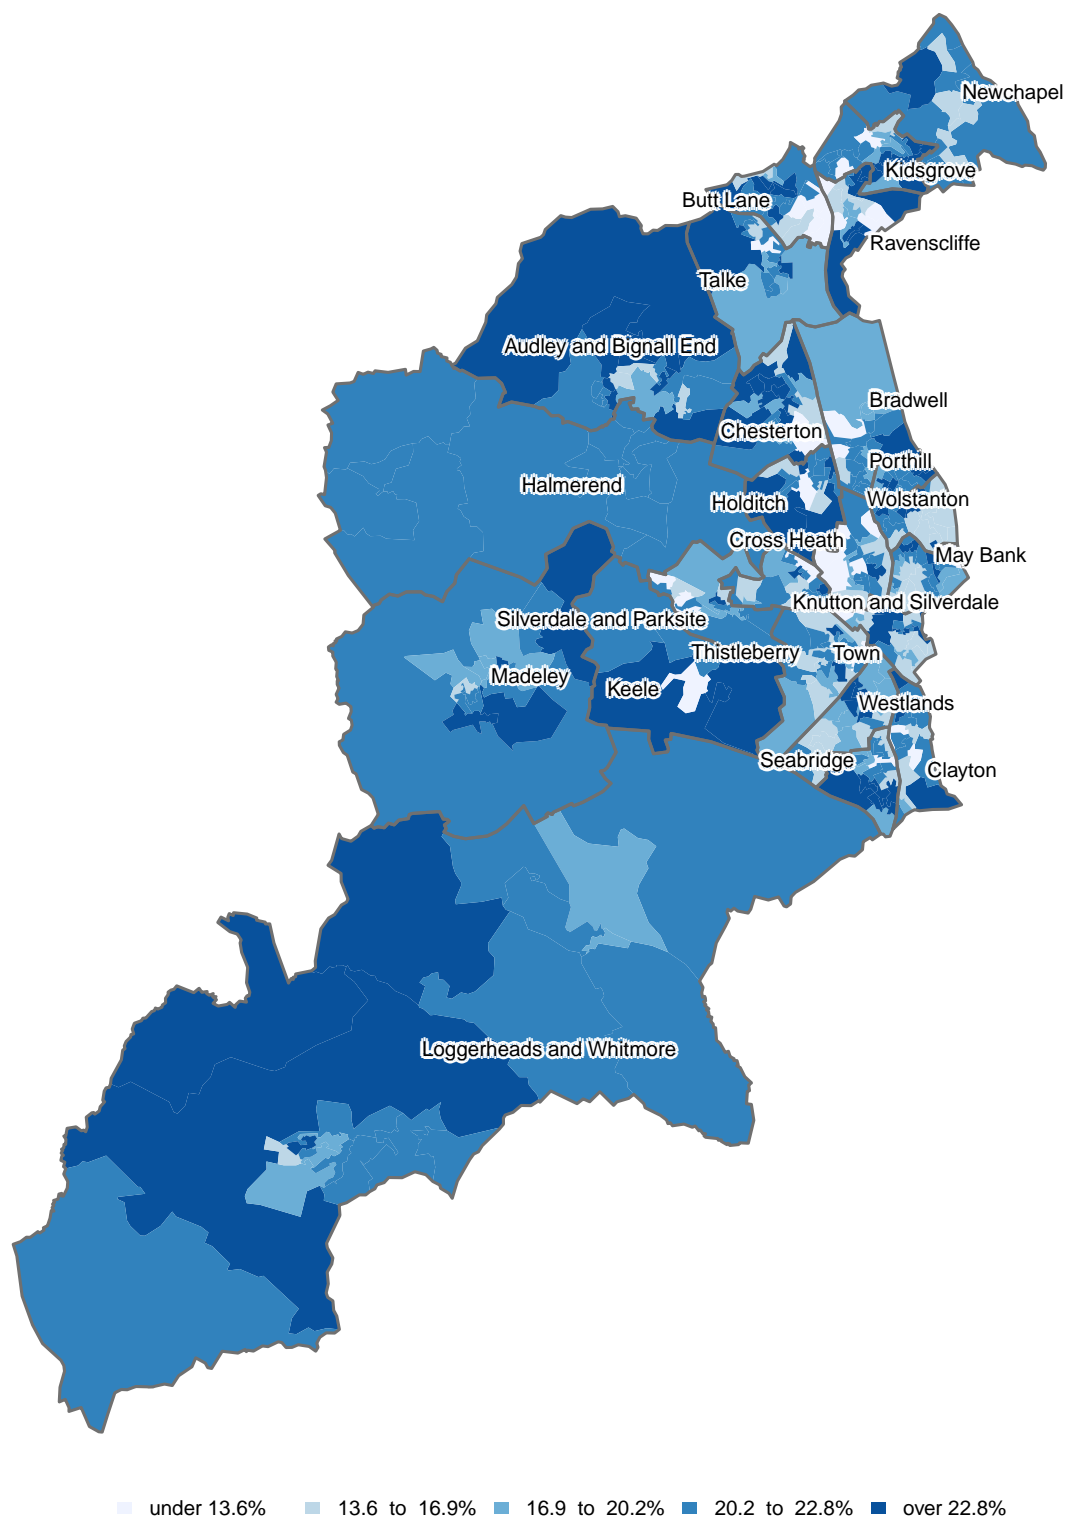 Newchapel
Kidsgrove
Butt Lane
Ravenscliffe
Talke
Audley and Bignall End
Bradwell
Chesterton
Porthill
Halmerend
Wolstanton
Holditch
Cross Heath
May Bank
Knutton and Silverdale
Silverdale and Parksite
Thistleberry
Town
Madeley
Keele
Westlands
Seabridge
Clayton
Loggerheads and Whitmore
under 13.6% 13.6 to 16.9% 16.9 to 20.2% 20.2 to 22.8% over 22.8%